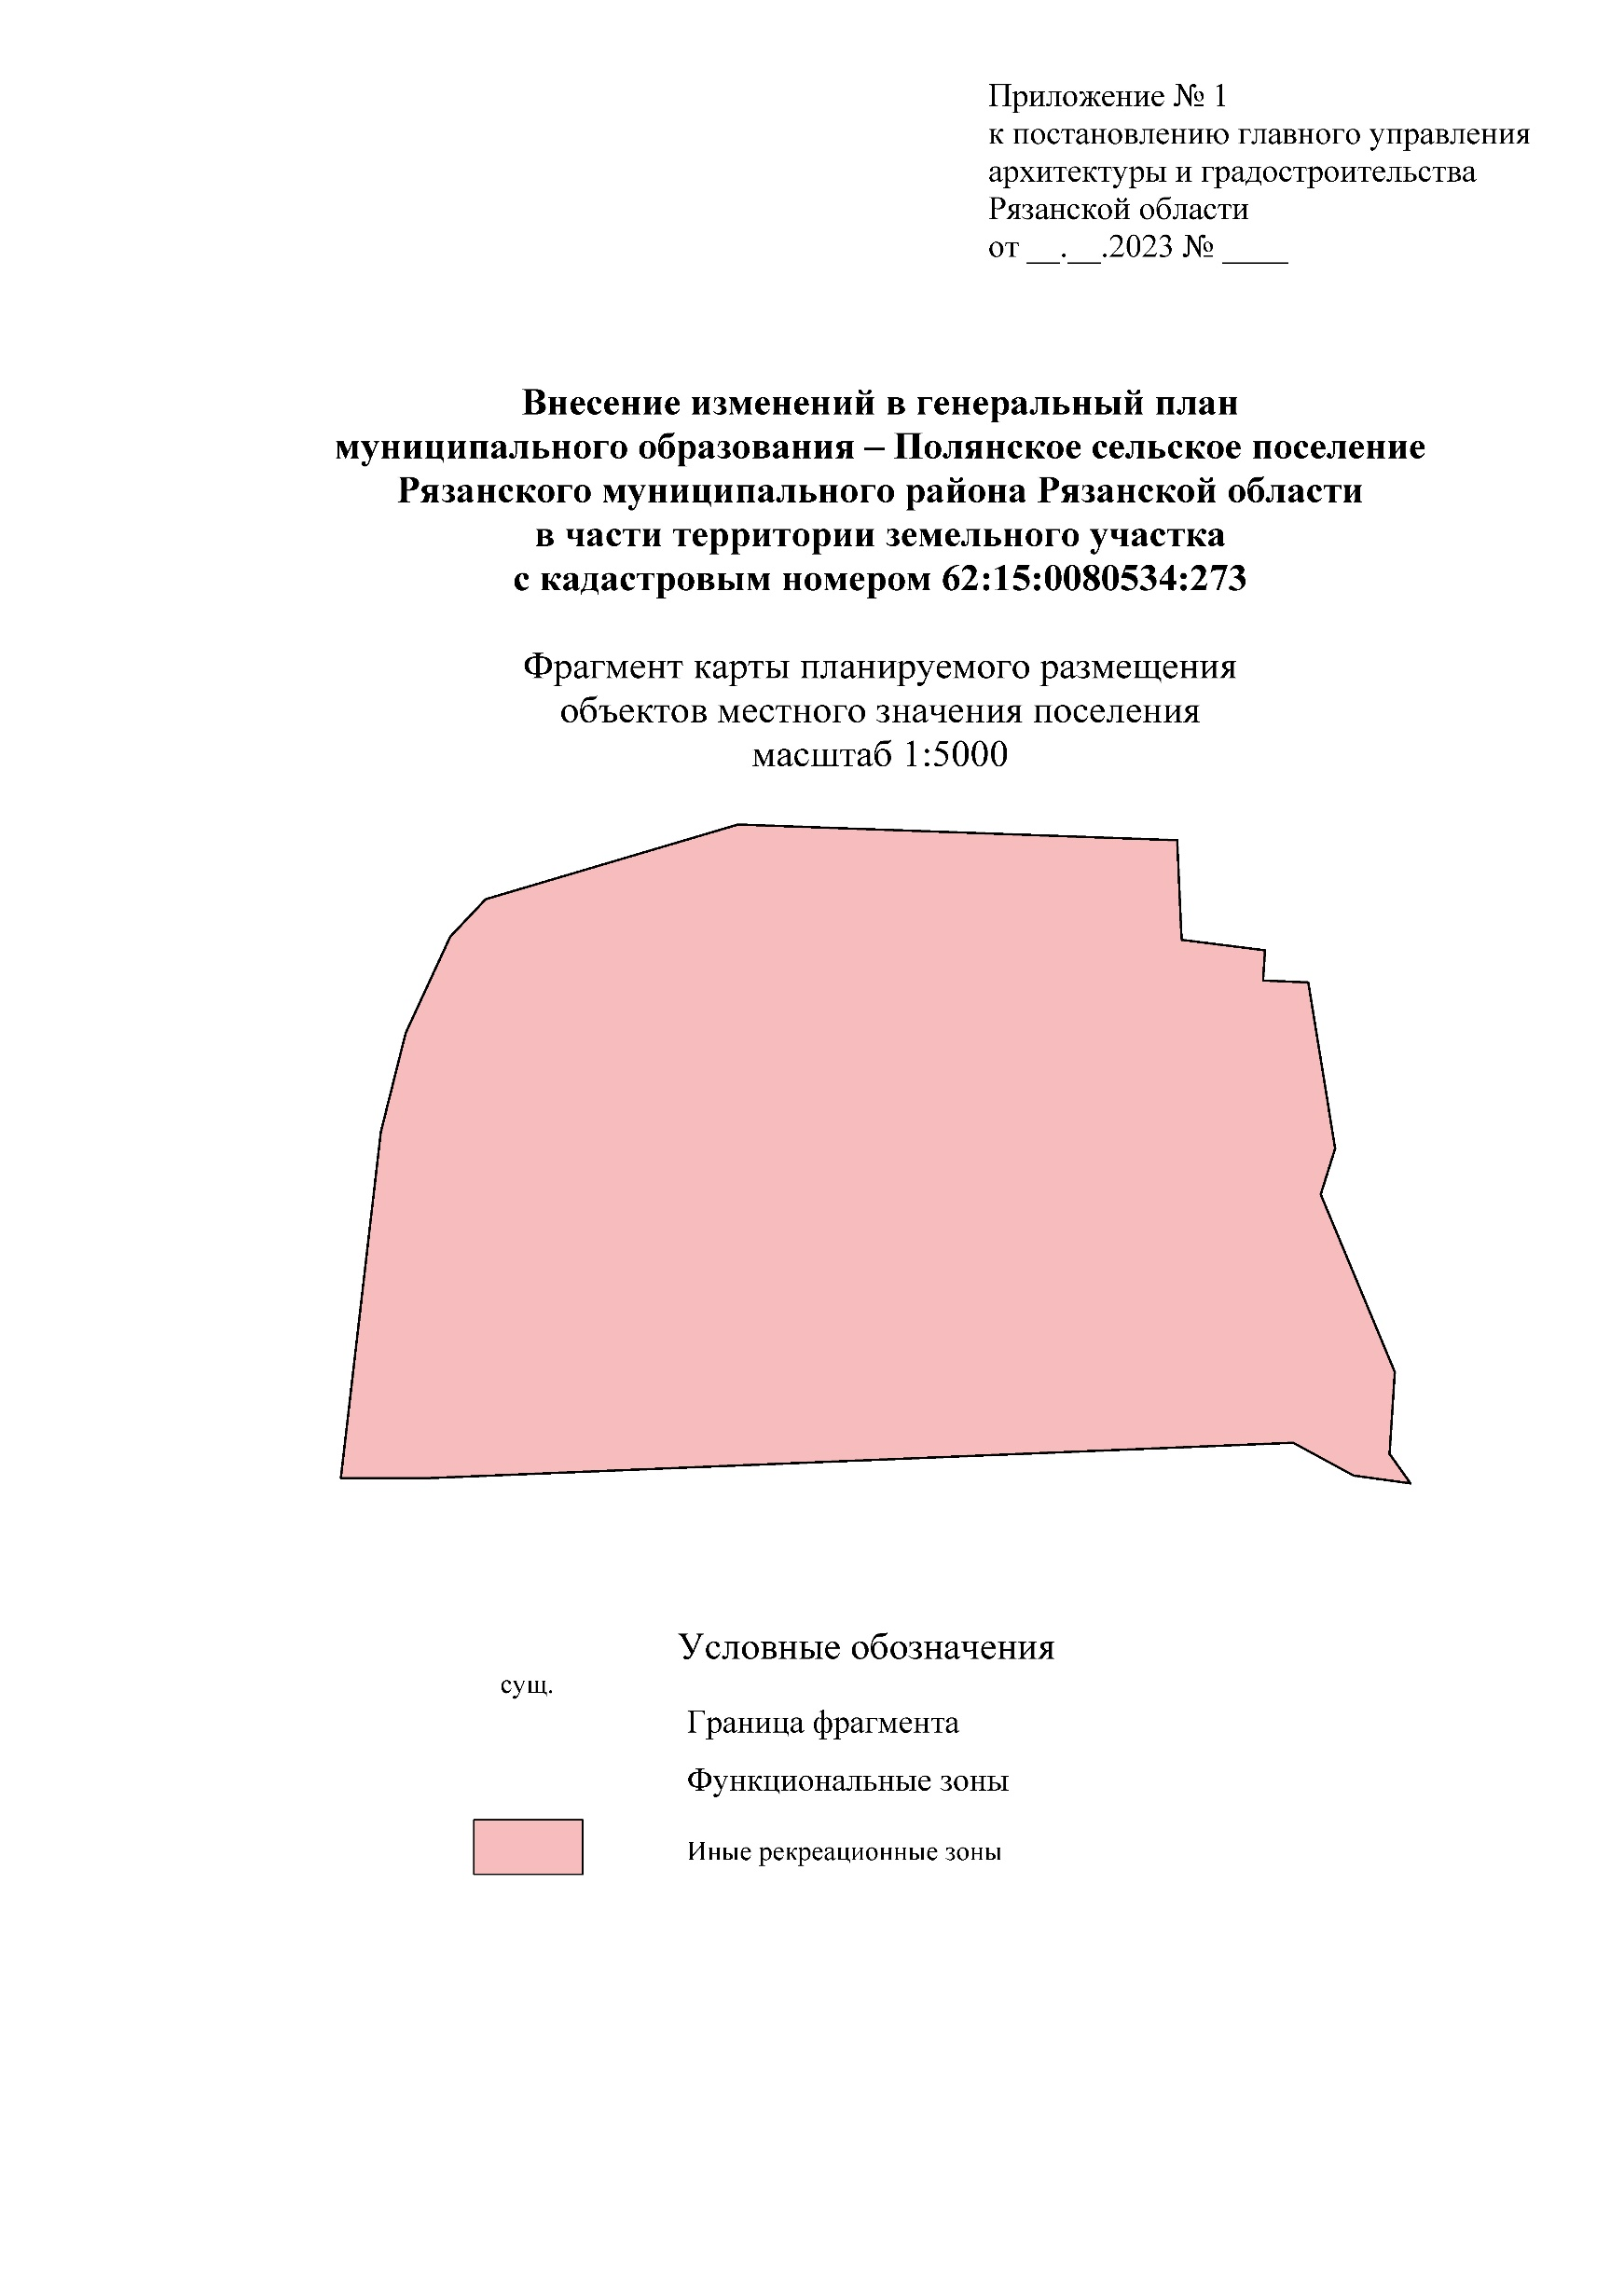 Приложение № 1
к постановлению главного управления
архитектуры и градостроительства
Рязанской области
от __.__.2023 № ____
Внесение изменений в генеральный план
муниципального образования – Полянское сельское поселение
Рязанского муниципального района Рязанской области
в части территории земельного участка
с кадастровым номером 62:15:0080534:273
Фрагмент карты планируемого размещения
объектов местного значения поселения
масштаб 1:5000
Условные обозначения
сущ.
Граница фрагмента
Функциональные зоны
Иные рекреационные зоны